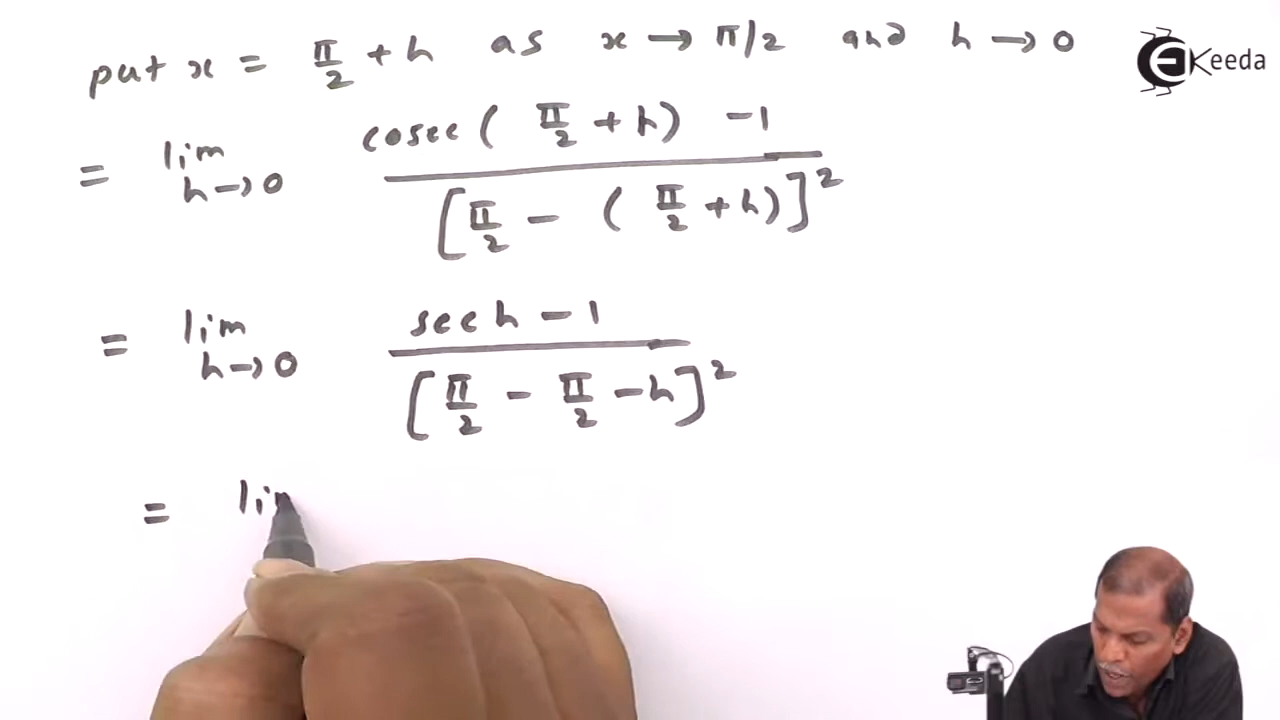 put x = π/2 + h as x → π/2 and h → 0
EKeeda
= lim h→0 cosec( π/2 + h) - 1 / [π/2 - ( π/2 + h)]²
= lim h→0 sec h - 1 / [π/2 - π/2 - h]²
= lim